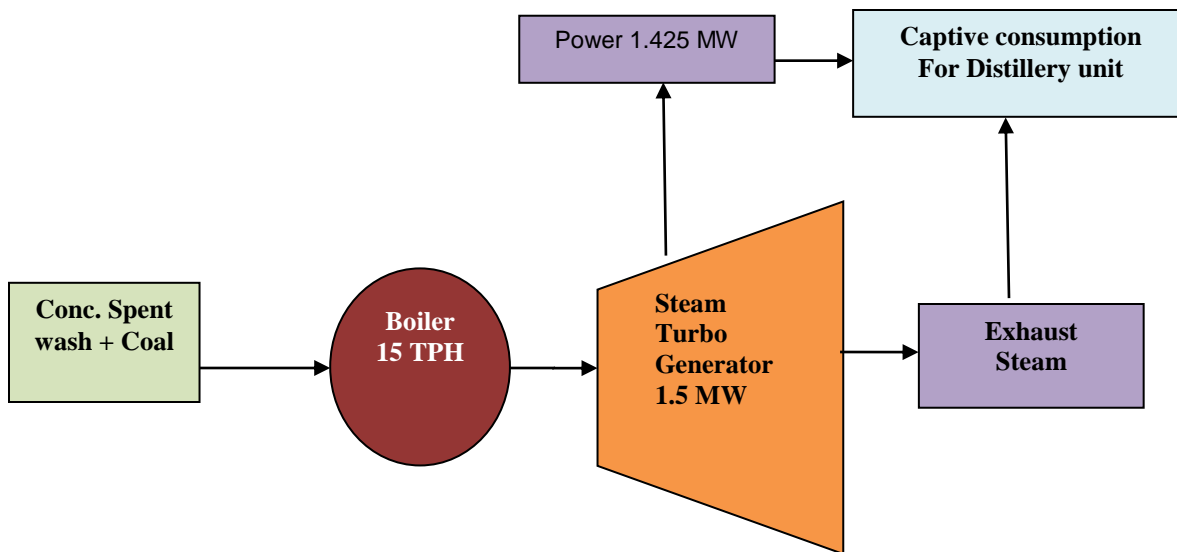 Power 1.425 MW
Captive consumption
For Distillery unit
Conc. Spent
wash + Coal
Boiler
15 TPH
Steam
Turbo
Generator
1.5 MW
Exhaust
Steam